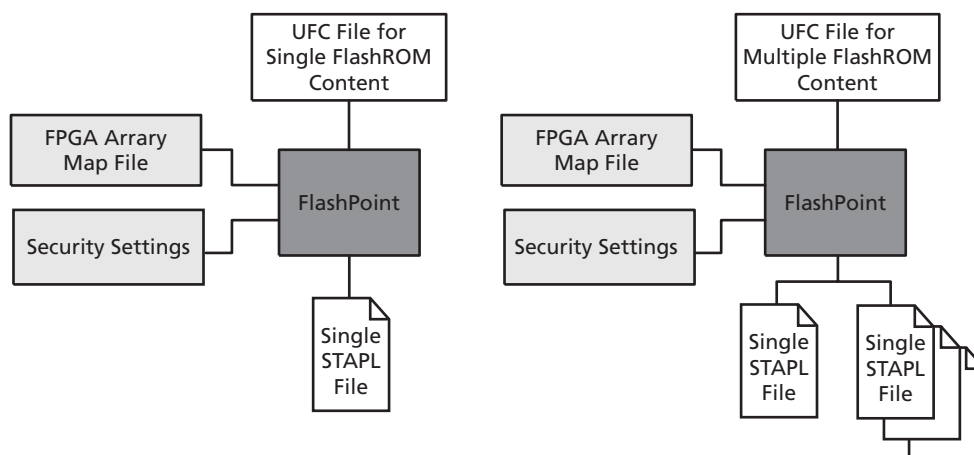 UFC File for
Single FlashROM
Content
FPGA Arrary
Map File
Security Settings
FlashPoint
Single
STAPL
File
UFC File for
Multiple FlashROM
Content
FPGA Arrary
Map File
Security Settings
FlashPoint
Single
STAPL
File
Single
STAPL
File